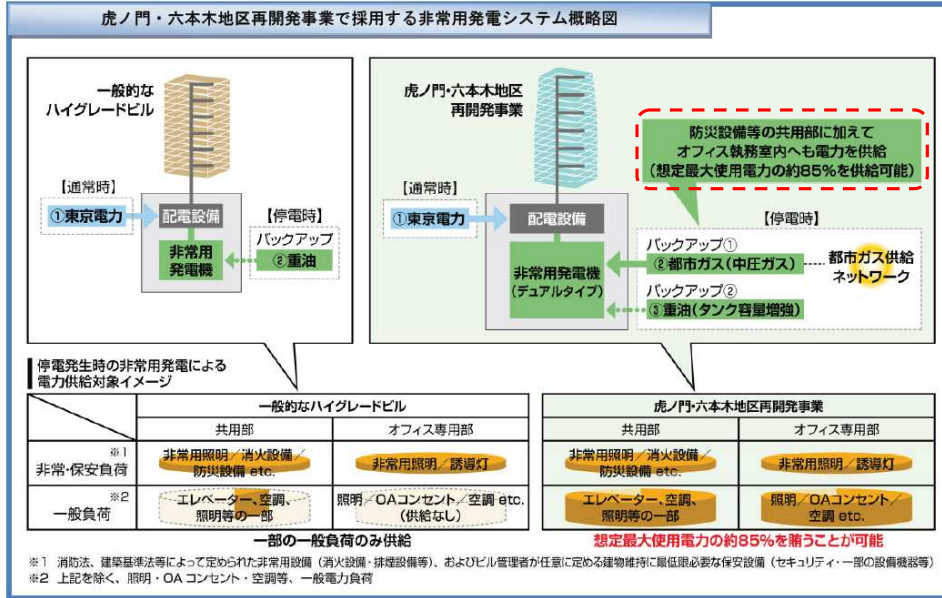 虎ノ門・六本木地区再開発事業で採用する非常用発電システム概略図
一般的な
ハイグレードビル
【通常時】
①東京電力
配電設備
非常用
発電機
【停電時】
バックアップ
②重油
虎ノ門・六本木地区
再開発事業
防災設備等の共用部に加えて
オフィス執務室内へも電力を供給
(想定最大使用電力の約85%を供給可能)
【通常時】
①東京電力
配電設備
非常用発電機
(デュアルタイプ)
【停電時】
バックアップ①
②都市ガス(中圧ガス)
都市ガス供給
ネットワーク
バックアップ②
③重油(タンク容量増強)
停電発生時の非常用発電による
電力供給対象イメージ
一般的なハイグレードビル
虎ノ門・六本木地区再開発事業
共用部
オフィス専用部
共用部
オフィス専用部
※1
非常・保安負荷
非常用照明/消火設備/
防災設備 etc.
非常用照明/誘導灯
非常用照明/消火設備/
防災設備 etc.
非常用照明/誘導灯
※2
一般負荷
エレベーター、空調、
照明等の一部
照明/OAコンセント/空調 etc.
(供給なし)
エレベーター、空調、
照明等の一部
照明/OAコンセント/
空調 etc.
一部の一般負荷のみ供給
想定最大使用電力の約85%を賄うことが可能
※1 消防法、建築基準法等によって定められた非常用設備(消火設備・排煙設備等)、およびビル管理者が任意に定める建物維持に最低限必要な保安設備(セキュリティ・一部の設備機器等)
※2 上記を除く、照明・OA コンセント・空調等、一般電力負荷